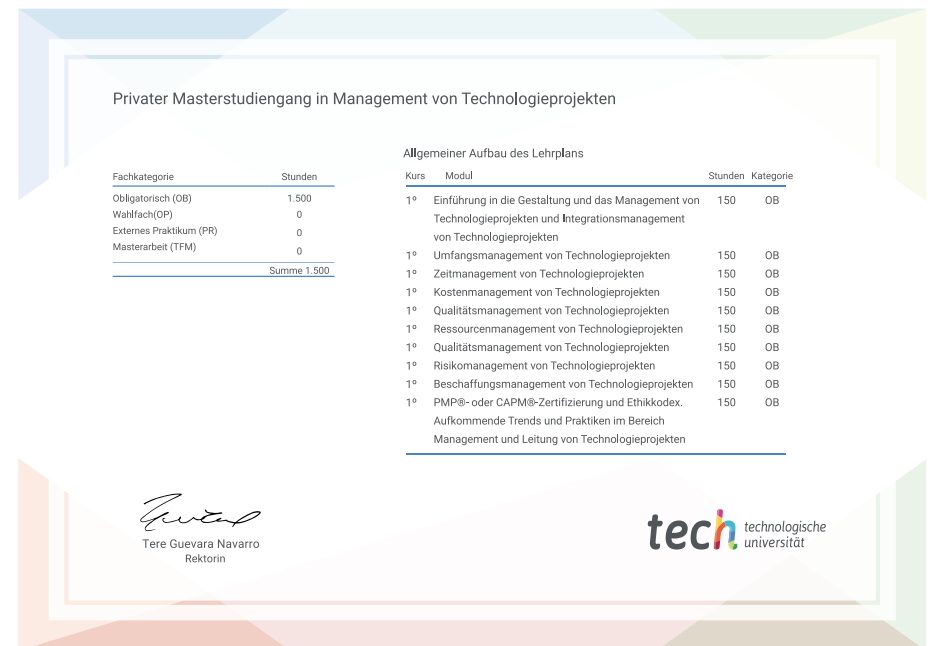 Privater Masterstudiengang in Management von Technologieprojekten
Fachkategorie Stunden
Obligatorisch (OB) 1.500
Wahlfach(OP) 0
Externes Praktikum (PR) 0
Masterarbeit (TFM) 0
Summe 1.500
Allgemeiner Aufbau des Lehrplans
Kurs Modul Stunden Kategorie
1º Einführung in die Gestaltung und das Management von 150 OB
Technologieprojekten und Integrationsmanagement
von Technologieprojekten
1º Umfangsmanagement von Technologieprojekten 150 OB
1º Zeitmanagement von Technologieprojekten 150 OB
1º Kostenmanagement von Technologieprojekten 150 OB
1º Qualitätsmanagement von Technologieprojekten 150 OB
1º Ressourcenmanagement von Technologieprojekten 150 OB
1º Qualitätsmanagement von Technologieprojekten 150 OB
1º Risikomanagement von Technologieprojekten 150 OB
1º Beschaffungsmanagement von Technologieprojekten 150 OB
1º PMP®- oder CAPM®-Zertifizierung und Ethikkodex. 150 OB
Aufkommende Trends und Praktiken im Bereich
Management und Leitung von Technologieprojekten
Tere Guevara Navarro
Rektorin
tech technologische
universität